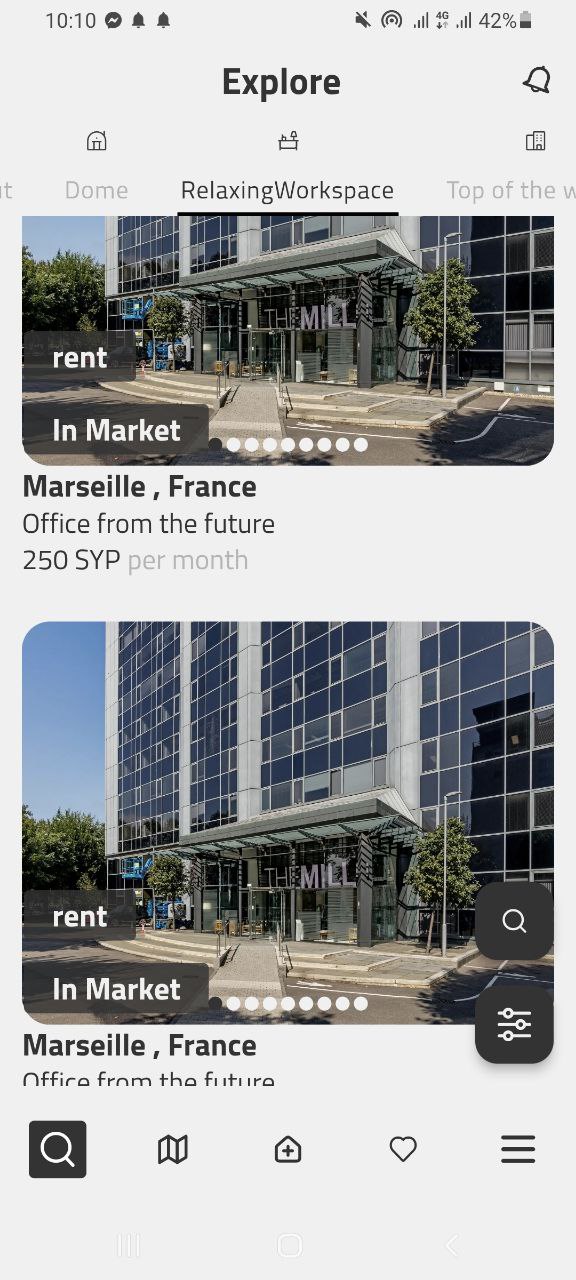 10:10 4G 42%
Explore
Dome RelaxingWorkspace Top of the
THE
MILL
rent
In Market
Marseille , France
Office from the future
250 SYP per month
THE
MILL
rent
In Market
Marseille , France
Office from the future